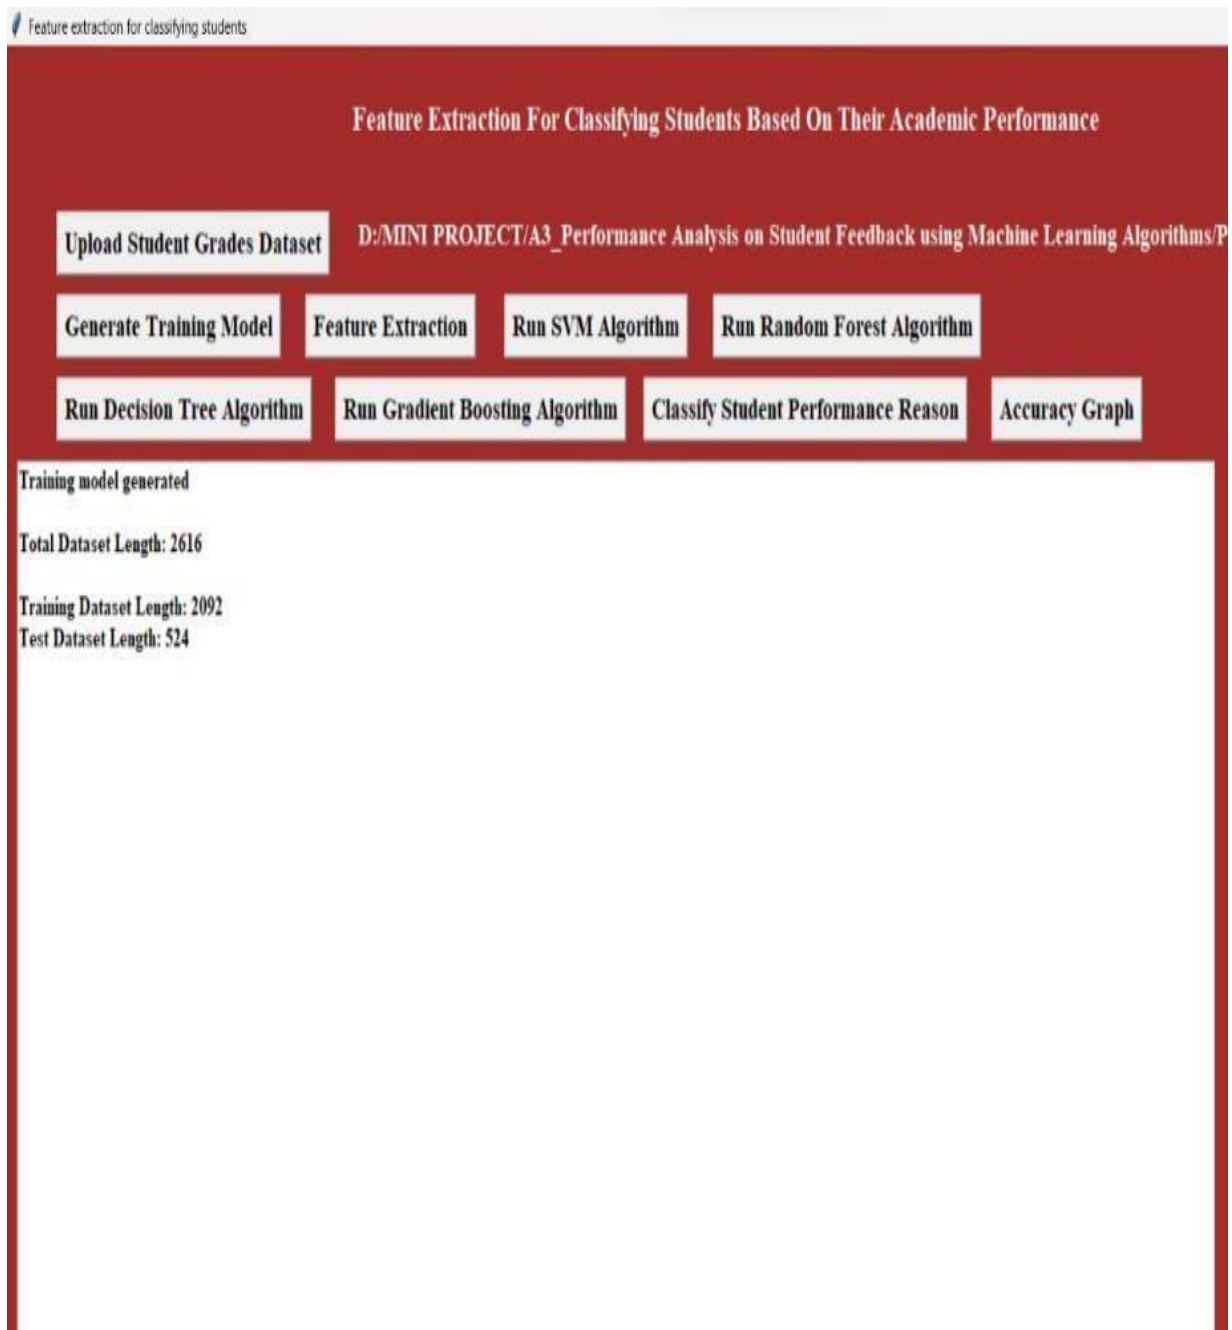 Feature extraction for classifying students
Feature Extraction For Classifying Students Based On Their Academic Performance
Upload Student Grades Dataset D:/MINI PROJECT/A3_Performance Analysis on Student Feedback using Machine Learning Algorithms/P
Generate Training Model Feature Extraction Run SVM Algorithm Run Random Forest Algorithm
Run Decision Tree Algorithm Run Gradient Boosting Algorithm Classify Student Performance Reason Accuracy Graph
Training model generated
Total Dataset Length: 2616
Training Dataset Length: 2092
Test Dataset Length: 524